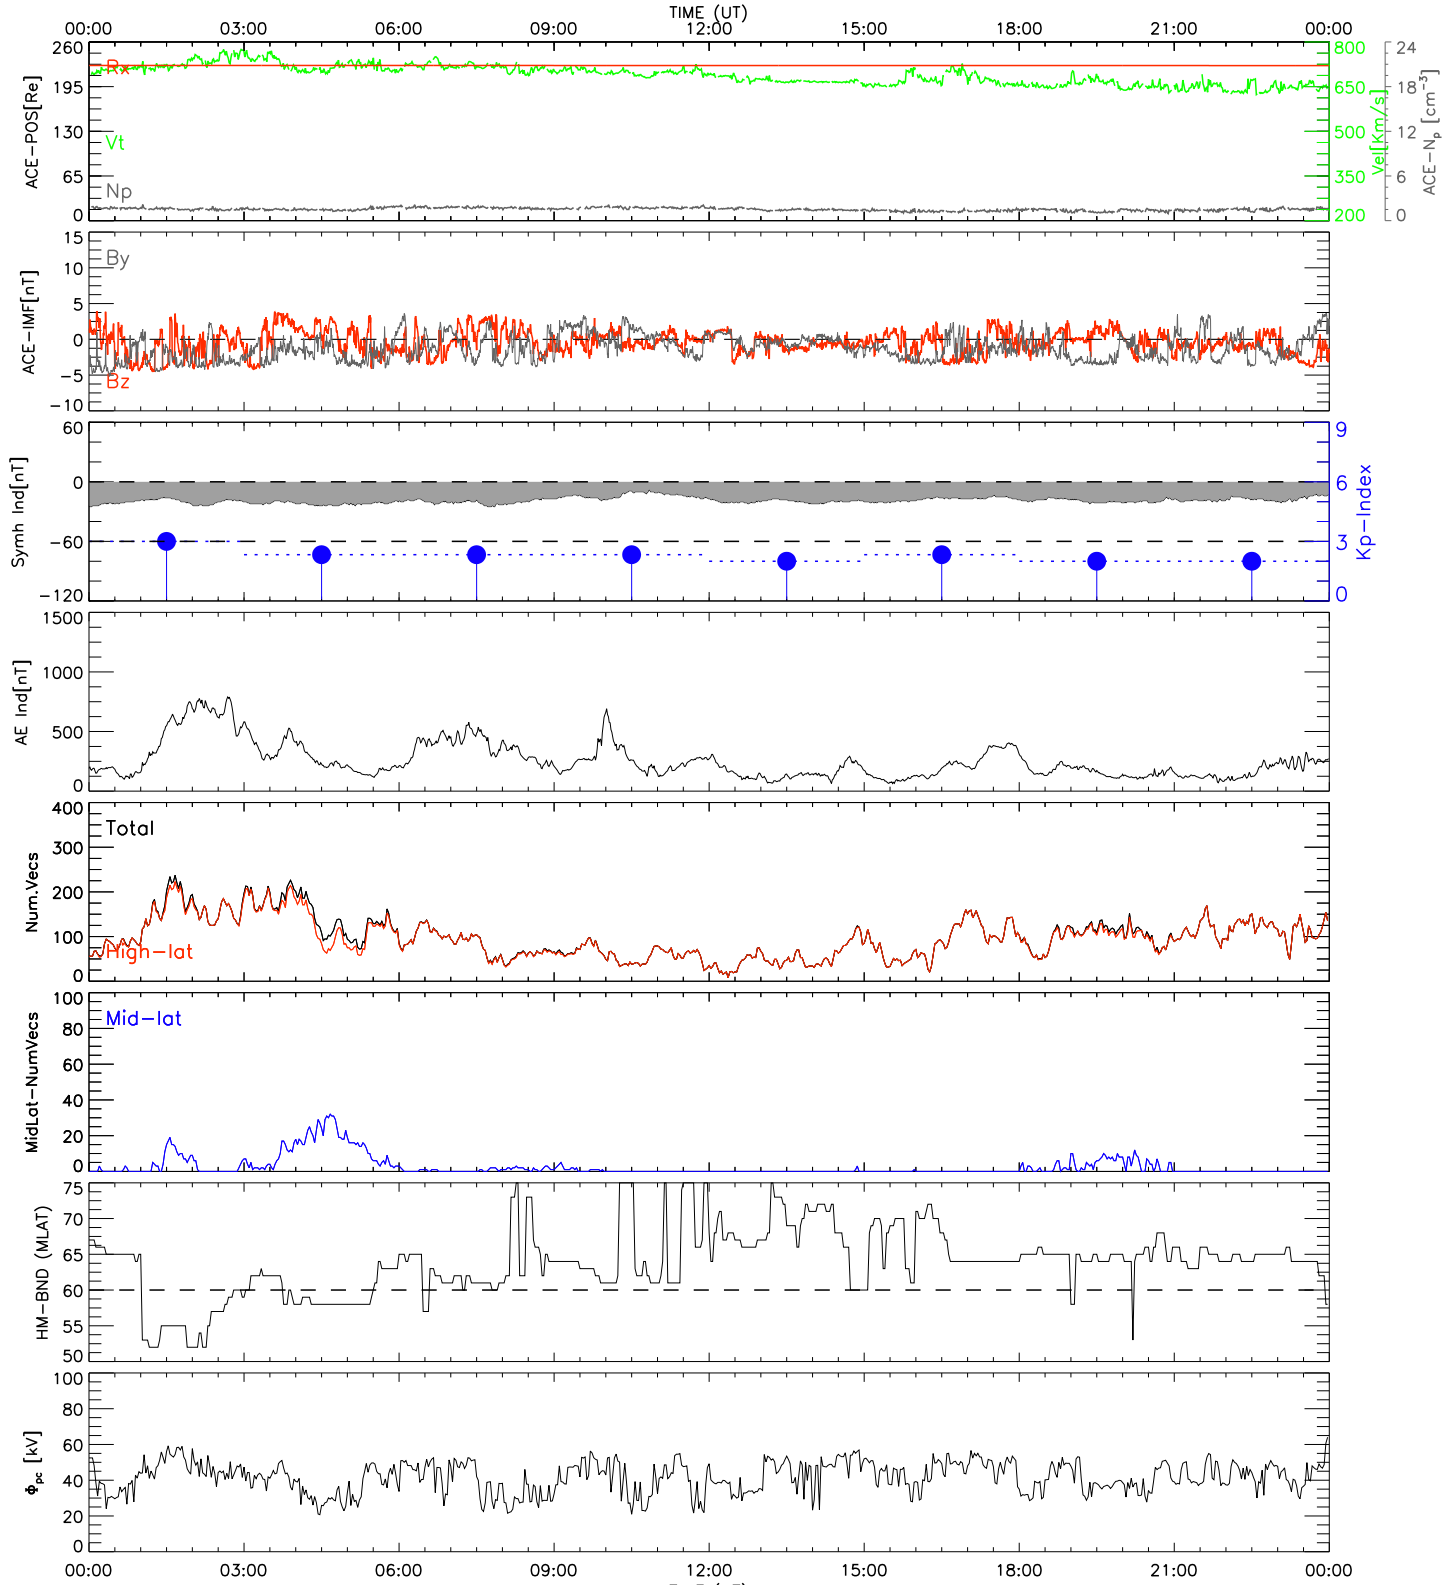 TIME (UT)
00:00 03:00 06:00 09:00 12:00 15:00 18:00 21:00 00:00
ACE-POS[Re]
260
195
130
65
0
Rx
Vt
Np
800
650
500
350
200
Vel[Km/s]
24
18
12
6
0
ACE-Np [cm-3]
ACE-IMF[nT]
15
10
5
0
-5
-10
By
Bz
Symh Ind[nT]
60
0
-60
-120
9
6
3
0
Kp-Index
AE Ind[nT]
1500
1000
500
0
Num.Vecs
400
300
200
100
0
Total
High-lat
MidLat-NumVecs
100
80
60
40
20
0
Mid-lat
HM-BND (MLAT)
75
70
65
60
55
50
Φpc [kV]
100
80
60
40
20
0
00:00 03:00 06:00 09:00 12:00 15:00 18:00 21:00 00:00